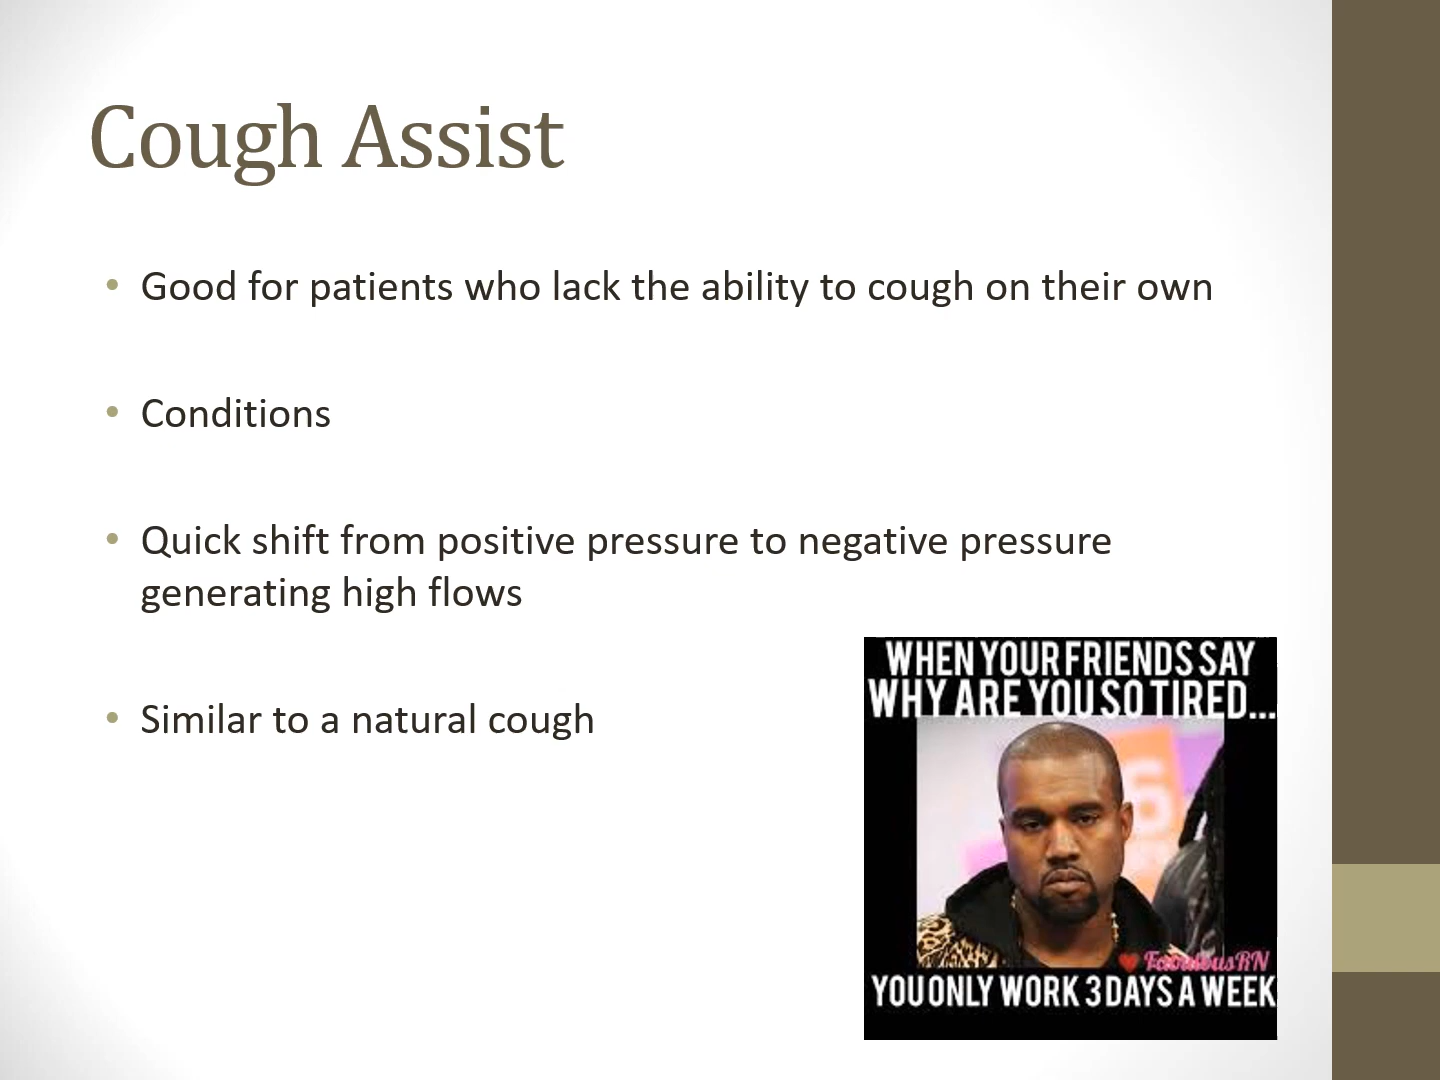 Cough Assist
• Good for patients who lack the ability to cough on their own
• Conditions
• Quick shift from positive pressure to negative pressure
generating high flows
• Similar to a natural cough
WHEN YOUR FRIENDS SAY
WHY ARE YOU SO TIRED...
FabulousRN
YOU ONLY WORK 3 DAYS A WEEK